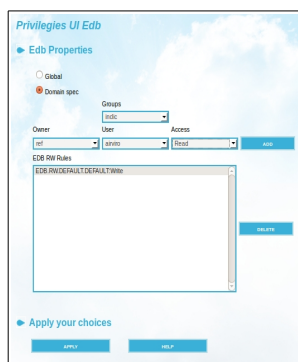 Privilegies UI Edb
Edb Properties
Global
Domain spec
Groups
indic
Owner User Access
ref airviro Read ADD
EDB RW Rules
EDB.RW.DEFAULT.DEFAULT:Write
DELETE
Apply your choices
APPLY HELP